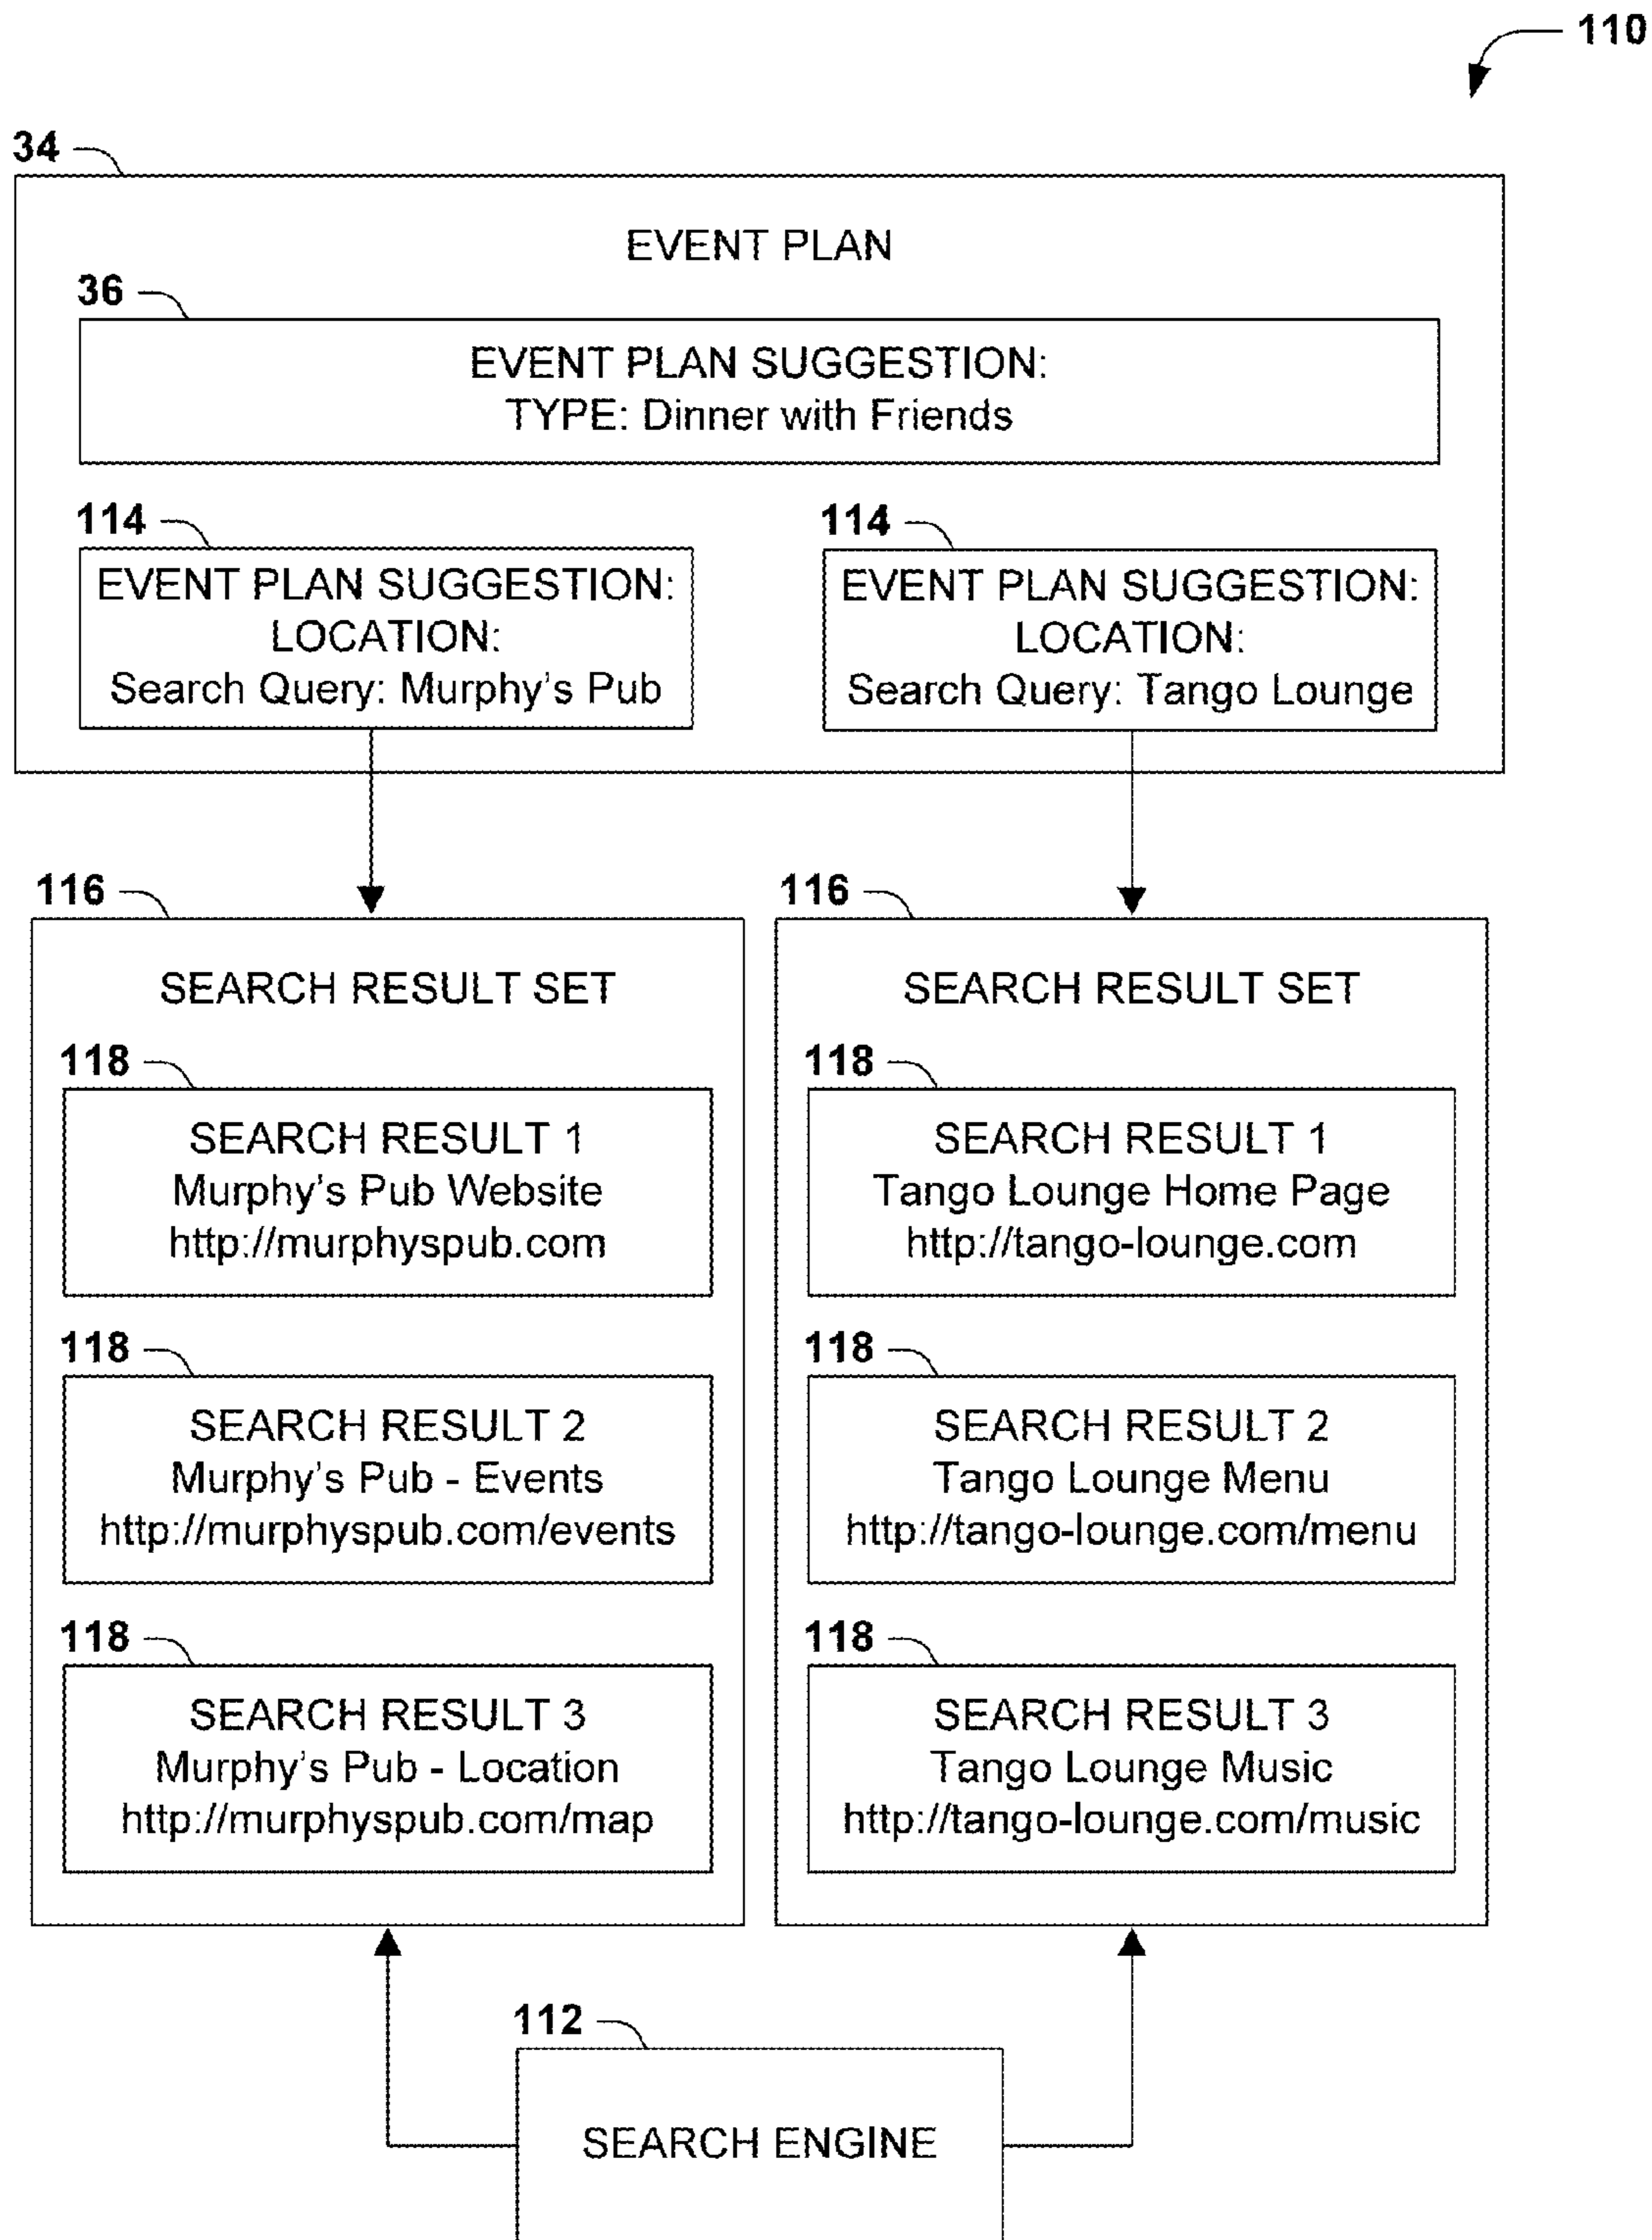 110
34
EVENT PLAN
36
EVENT PLAN SUGGESTION:
TYPE: Dinner with Friends
114
EVENT PLAN SUGGESTION:
LOCATION:
Search Query: Murphy's Pub
114
EVENT PLAN SUGGESTION:
LOCATION:
Search Query: Tango Lounge
116
SEARCH RESULT SET
118
SEARCH RESULT 1
Murphy's Pub Website
http://murphyspub.com
118
SEARCH RESULT 2
Murphy's Pub - Events
http://murphyspub.com/events
118
SEARCH RESULT 3
Murphy's Pub - Location
http://murphyspub.com/map
116
SEARCH RESULT SET
118
SEARCH RESULT 1
Tango Lounge Home Page
http://tango-lounge.com
118
SEARCH RESULT 2
Tango Lounge Menu
http://tango-lounge.com/menu
118
SEARCH RESULT 3
Tango Lounge Music
http://tango-lounge.com/music
112
SEARCH ENGINE